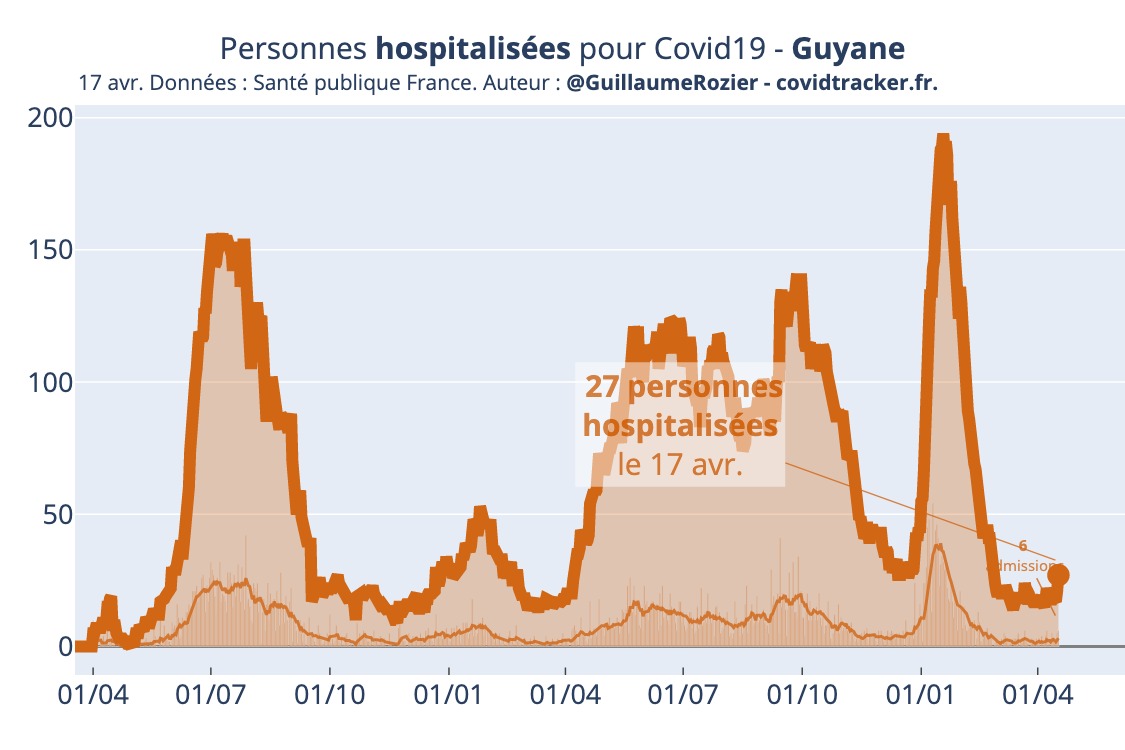 Personnes hospitalisées pour Covid19 - Guyane
17 avr. Données : Santé publique France. Auteur : @GuillaumeRozier - covidtracker.fr.
200
150
100
50
0
27 personnes
hospitalisées
le 17 avr.
6
admissions
01/04 01/07 01/10 01/01 01/04 01/07 01/10 01/01 01/04